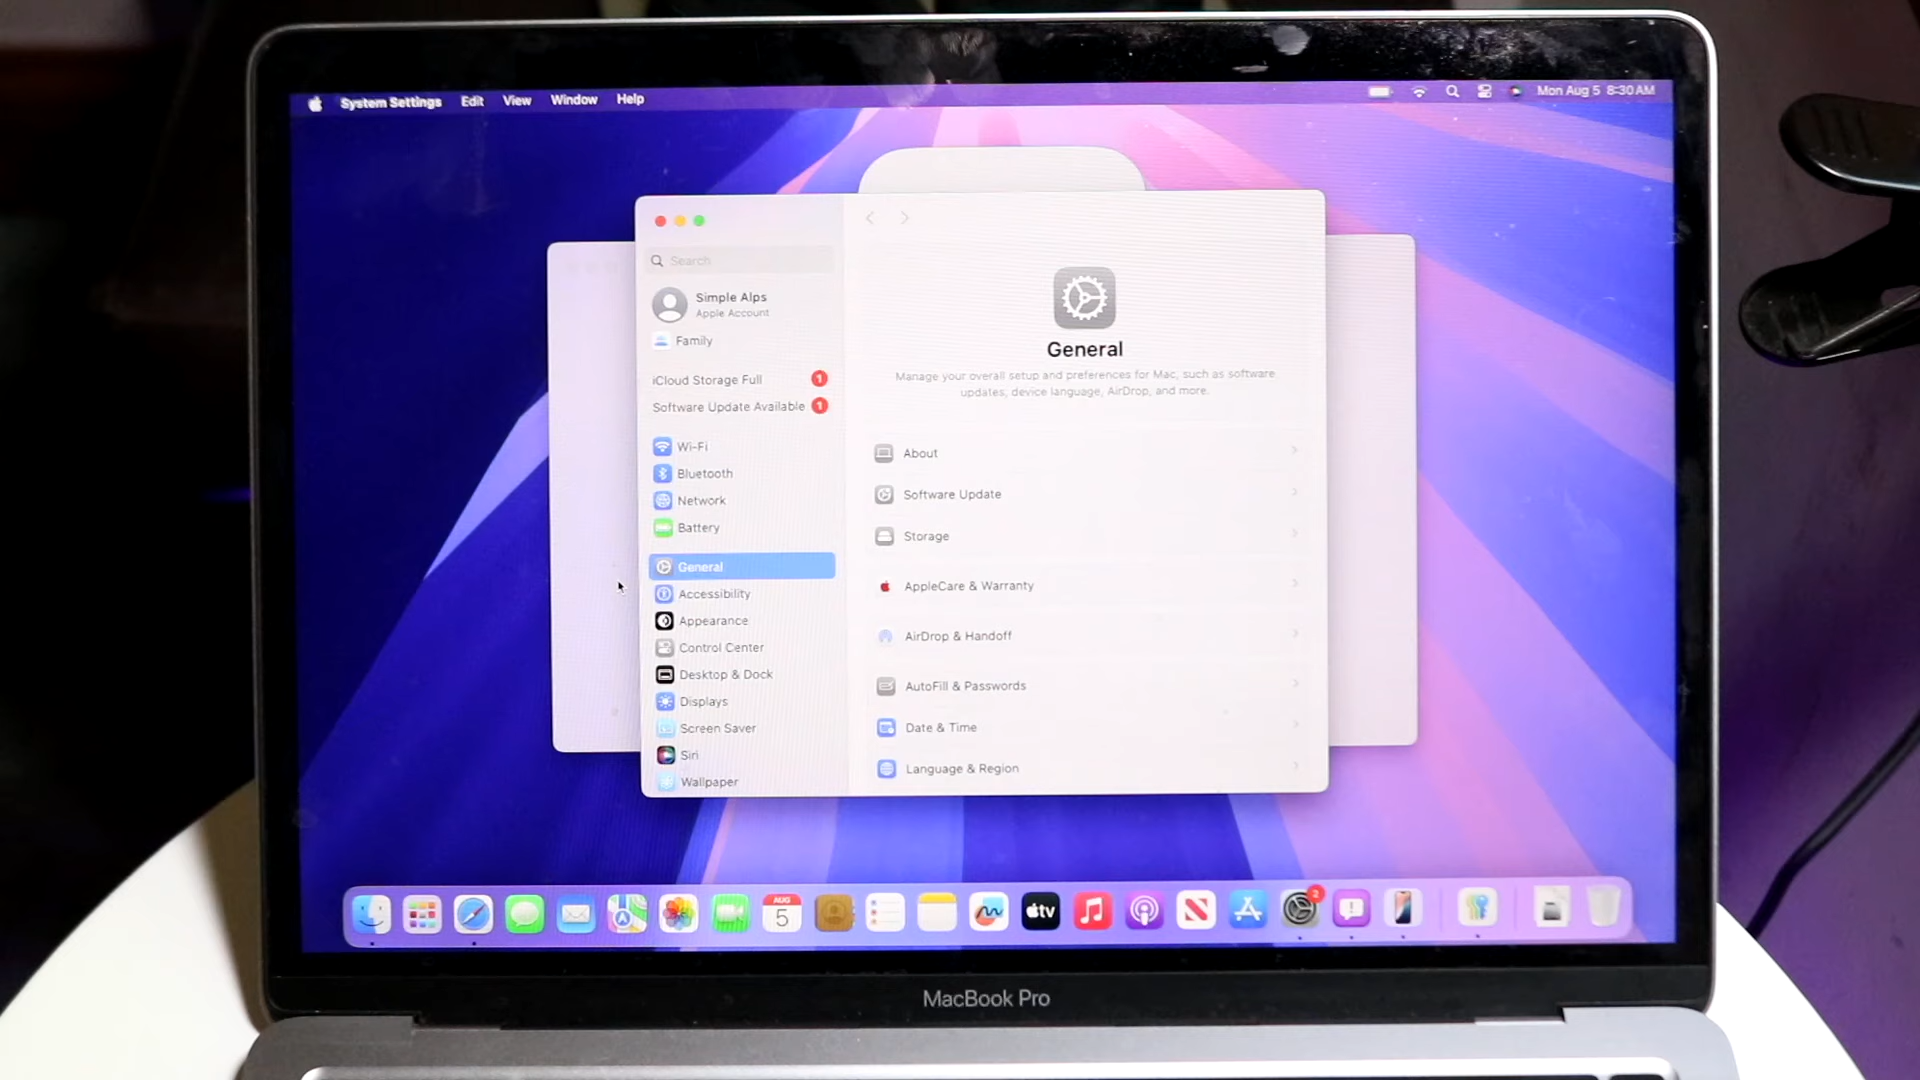 System Settings Edit View Window Help
Mon Aug 5 8:30 AM
Search
Simple Alps
Apple Account
Family
iCloud Storage Full 1
Software Update Available 1
Wi-Fi
Bluetooth
Network
Battery
General
Accessibility
Appearance
Control Center
Desktop & Dock
Displays
Screen Saver
Siri
Wallpaper
General
Manage your overall setup and preferences for Mac, such as software
updates, device language, AirDrop, and more.
About
Software Update
Storage
AppleCare & Warranty
AirDrop & Handoff
AutoFill & Passwords
Date & Time
Language & Region
AUG
5
tv
2
MacBook Pro